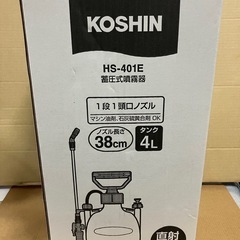 KOSHIN
HS-401E
蓄圧式噴霧器
1段1頭口ノズル
マシン油剤、石灰硫黄合剤 OK
ノズル長さ
38cm
タンク
4L
直射